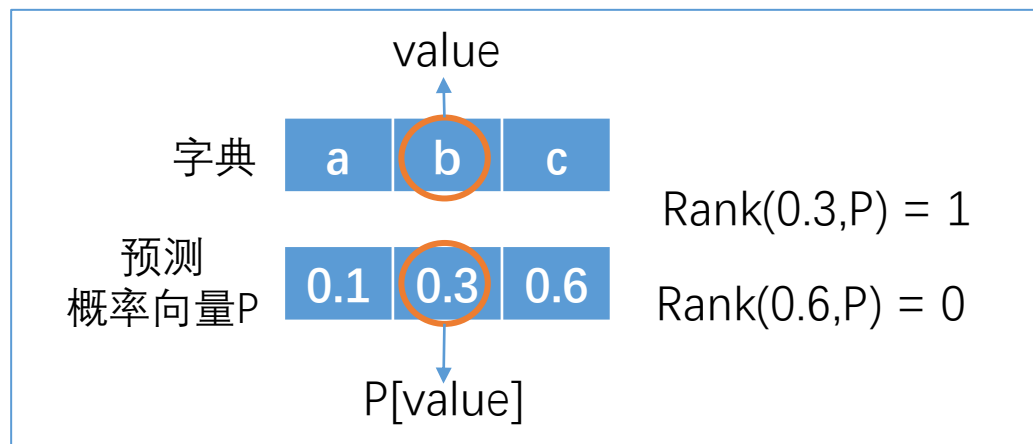 value
字典 a b c
Rank(0.3,P) = 1
预测
概率向量P 0.1 0.3 0.6
Rank(0.6,P) = 0
P[value]